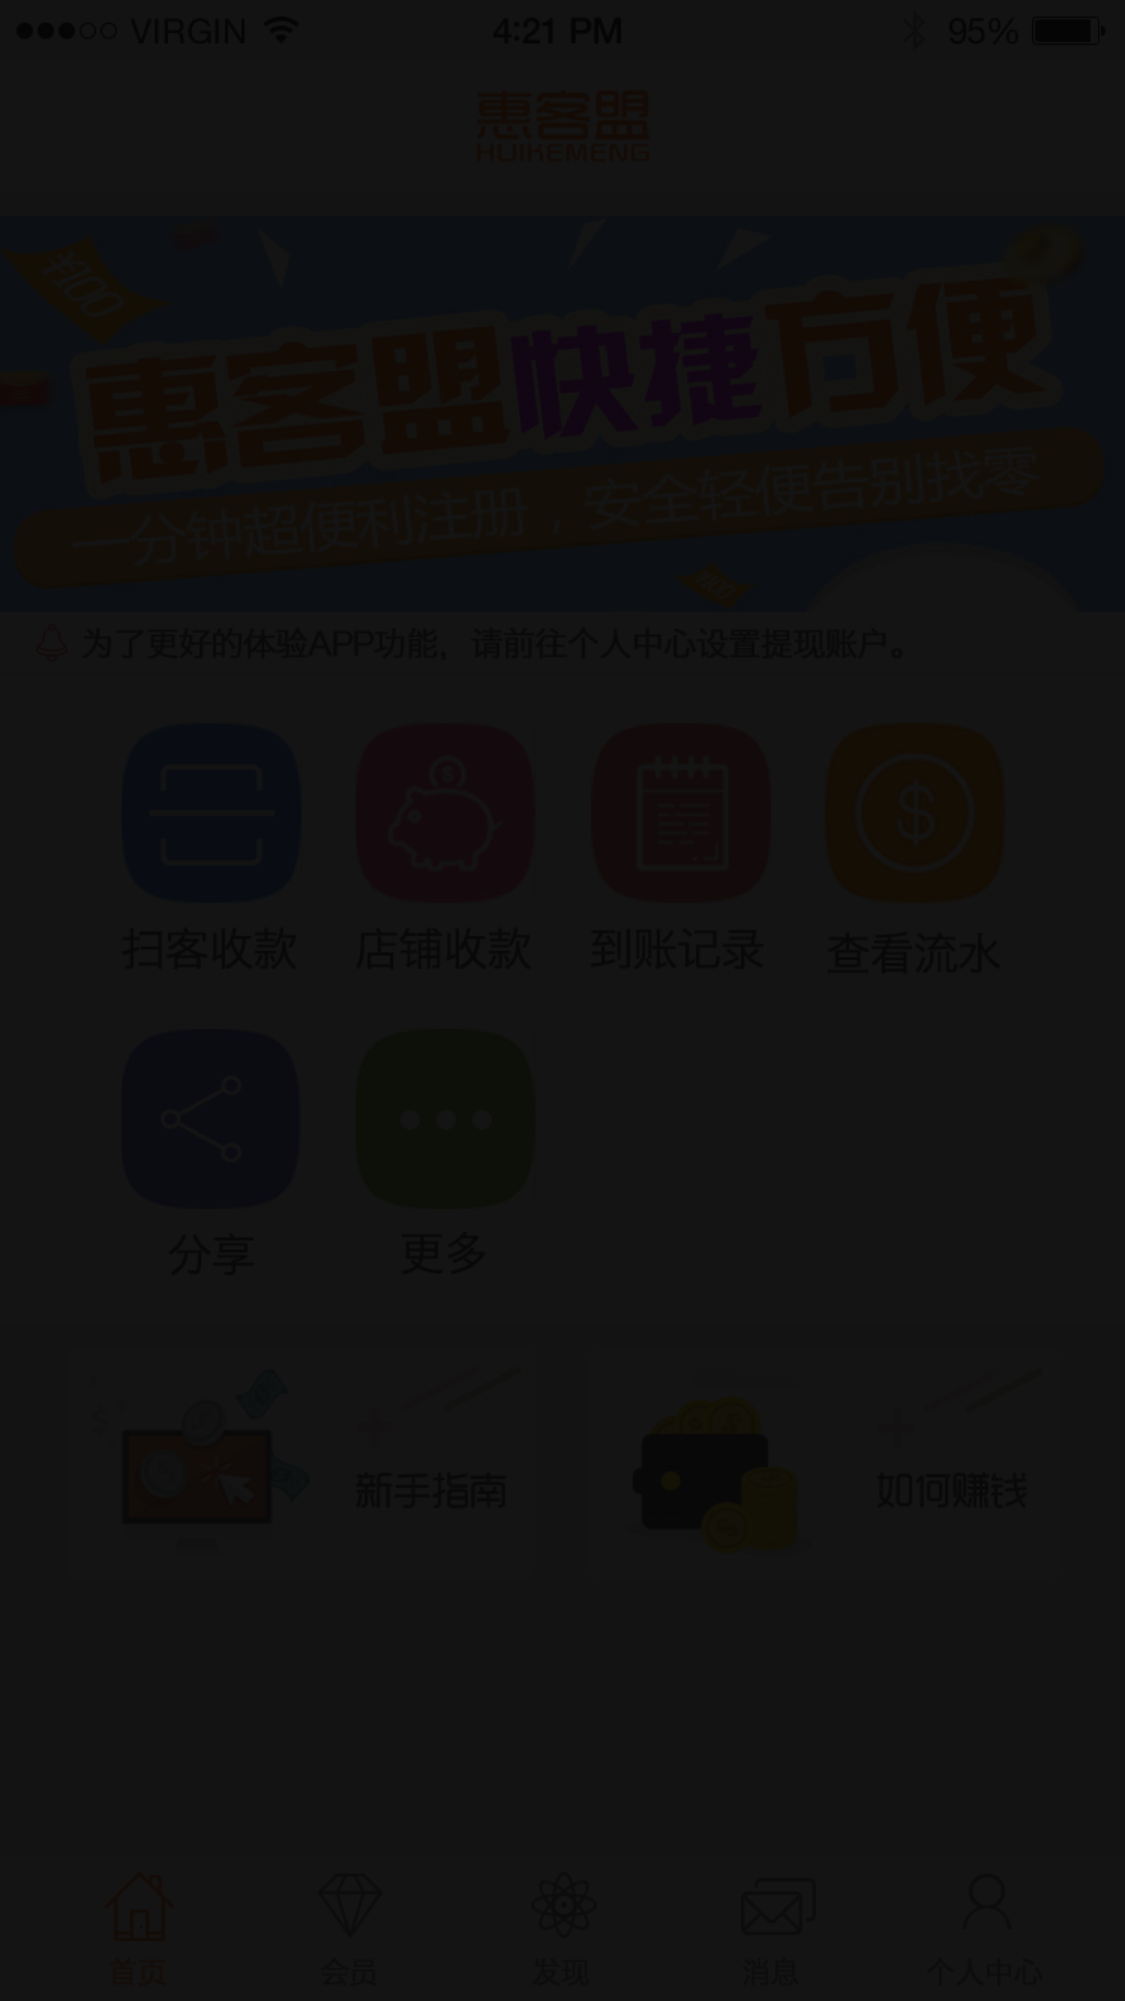 VIRGIN 4:21 PM 95%
惠客盟
HUIKEMENG
¥100
惠客盟快捷方便
一分钟超便利注册，安全轻便告别找零
¥100
为了更好的体验APP功能，请前往个人中心设置提现账户。
扫客收款 店铺收款 到账记录 查看流水
分享 更多
新手指南 如何赚钱
首页 会员 发现 消息 个人中心